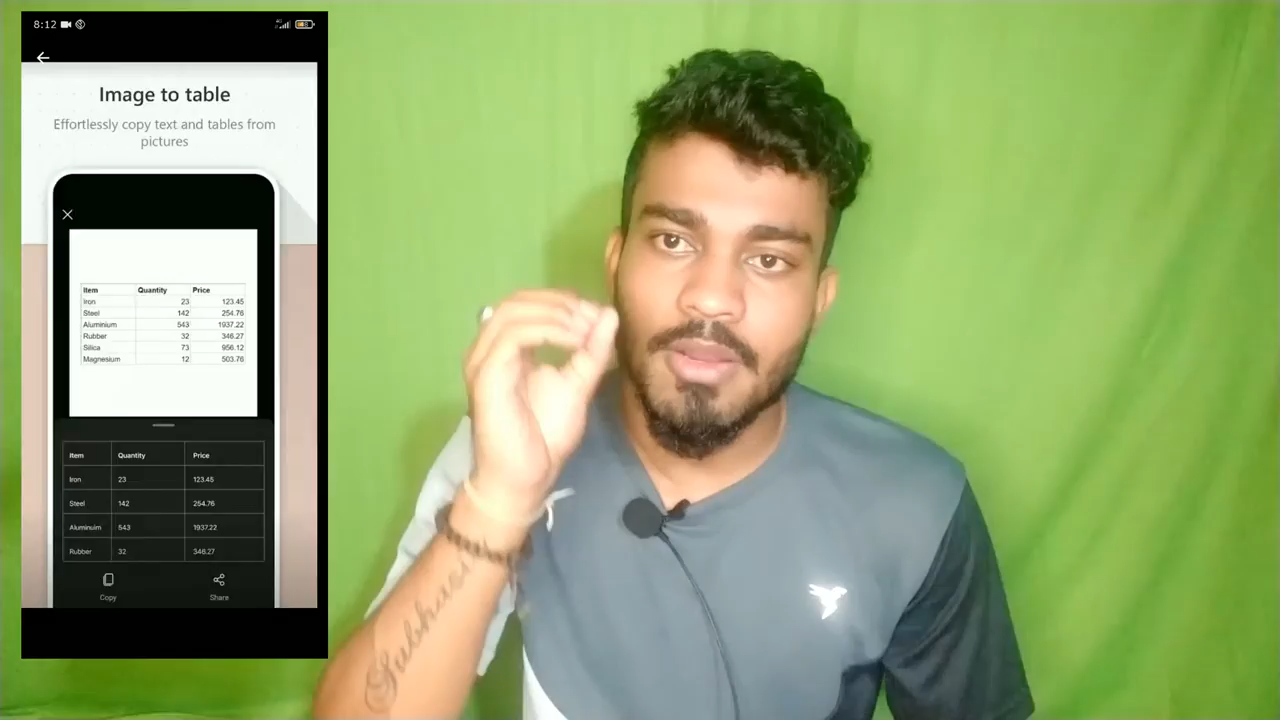 8:12
Image to table
Effortlessly copy text and tables from
pictures
Item Quantity Price
Iron 23 123.45
Steel 142 254.76
Aluminium 543 1937.22
Rubber 32 346.27
Silica 73 956.12
Magnesium 12 503.76
Item Quantity Price
Iron 23 123.45
Steel 142 254.76
Aluminuim 543 1937.22
Rubber 32 346.27
Copy Share